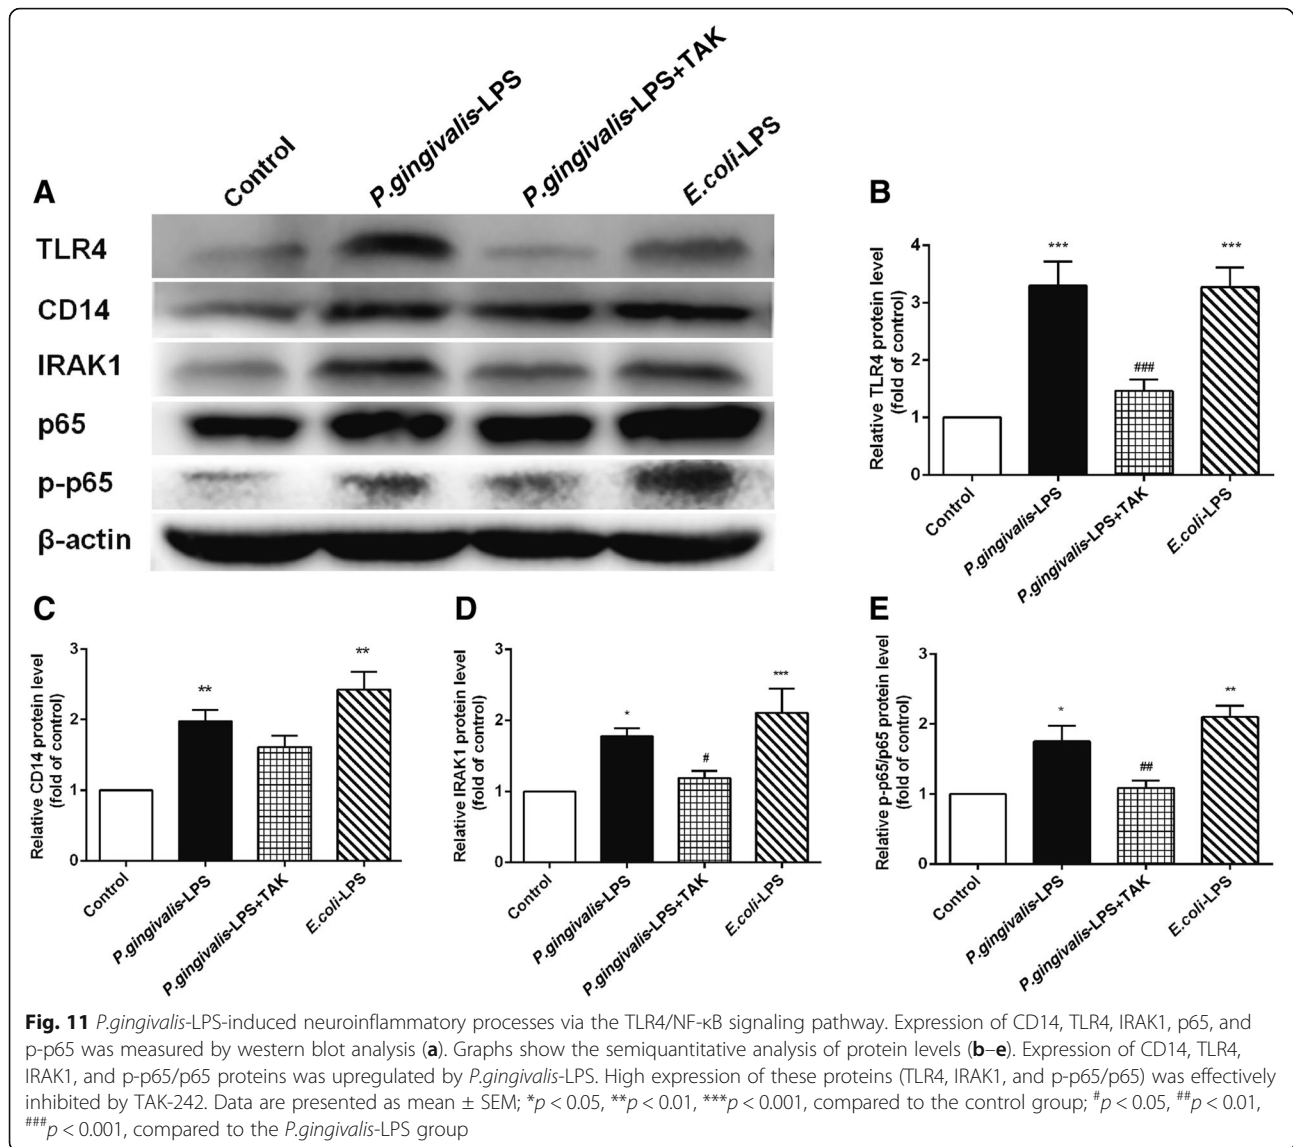 A
Control
P.gingivalis-LPS
P.gingivalis-LPS+TAK
E.coli-LPS
TLR4
CD14
IRAK1
p65
p-p65
β-actin
B
Relative TLR4 protein level
(fold of control)
4
3
2
1
0
***
###
***
Control
P.gingivalis-LPS
P.gingivalis-LPS+TAK
E.coli-LPS
C
Relative CD14 protein level
(fold of control)
3
2
1
0
**
**
Control
P.gingivalis-LPS
P.gingivalis-LPS+TAK
E.coli-LPS
D
Relative IRAK1 protein level
(fold of control)
3
2
1
0
*
#
***
Control
P.gingivalis-LPS
P.gingivalis-LPS+TAK
E.coli-LPS
E
Relative p-p65/p65 protein level
(fold of control)
3
2
1
0
*
##
**
Control
P.gingivalis-LPS
P.gingivalis-LPS+TAK
E.coli-LPS
Fig. 11 P.gingivalis-LPS-induced neuroinflammatory processes via the TLR4/NF-κB signaling pathway. Expression of CD14, TLR4, IRAK1, p65, and
p-p65 was measured by western blot analysis (a). Graphs show the semiquantitative analysis of protein levels (b–e). Expression of CD14, TLR4,
IRAK1, and p-p65/p65 proteins was upregulated by P.gingivalis-LPS. High expression of these proteins (TLR4, IRAK1, and p-p65/p65) was effectively
inhibited by TAK-242. Data are presented as mean ± SEM; *p < 0.05, **p < 0.01, ***p < 0.001, compared to the control group; #p < 0.05, ##p < 0.01,
###p < 0.001, compared to the P.gingivalis-LPS group